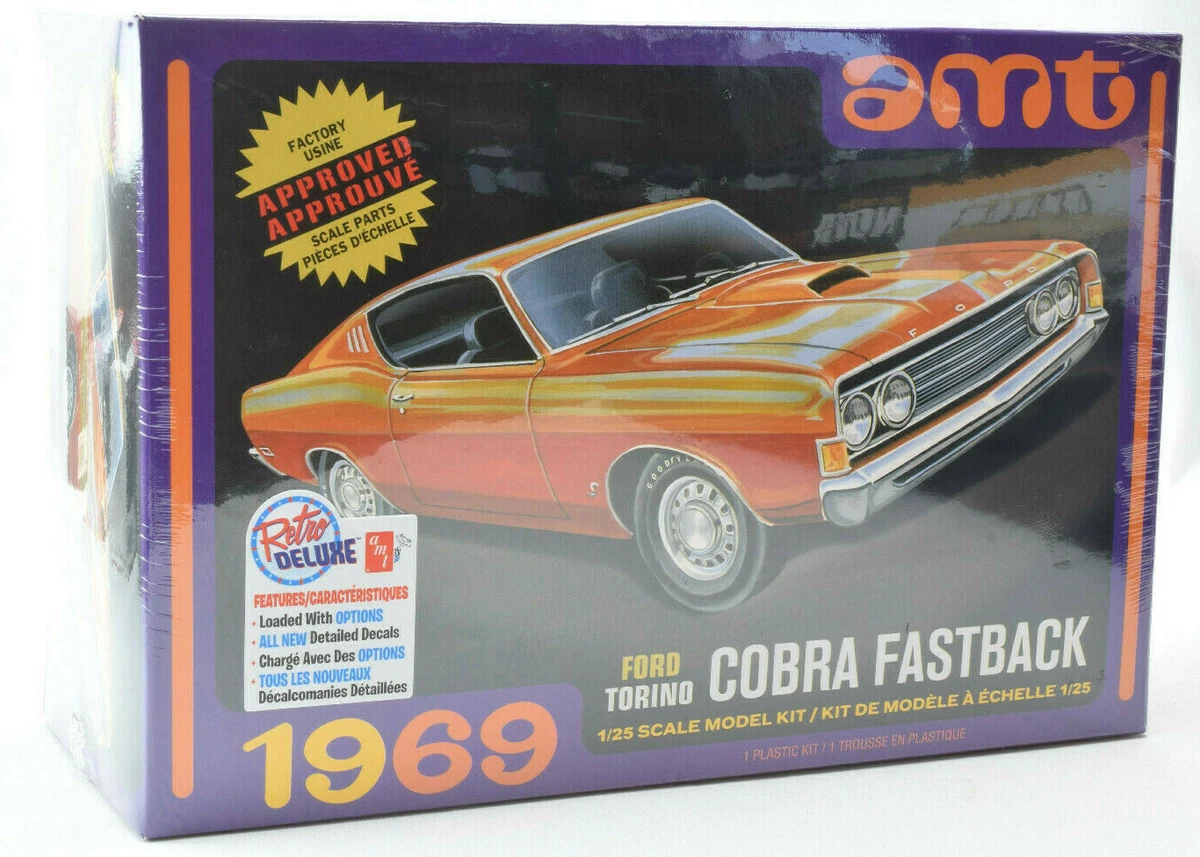 amt
FACTORY
USINE
APPROVED
APPROUVÉ
SCALE PARTS
PIÈCES D'ÉCHELLE
FORD
GOODYEAR
Retro
DELUXE™
amt
FEATURES/CARACTÉRISTIQUES
• Loaded With OPTIONS
• ALL NEW Detailed Decals
• Chargé Avec Des OPTIONS
• TOUS LES NOUVEAUX
Décalcomanies Détaillées
FORD
TORINO
COBRA FASTBACK
1/25 SCALE MODEL KIT / KIT DE MODÈLE À ÉCHELLE 1/25
1 PLASTIC KIT / 1 TROUSSE EN PLASTIQUE
1969